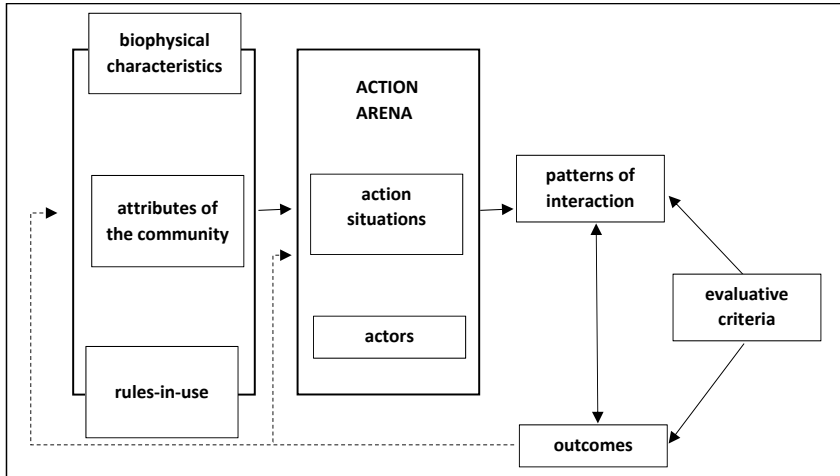 biophysical
characteristics
attributes of
the community
rules-in-use
ACTION
ARENA
action
situations
actors
patterns of
interaction
outcomes
evaluative
criteria